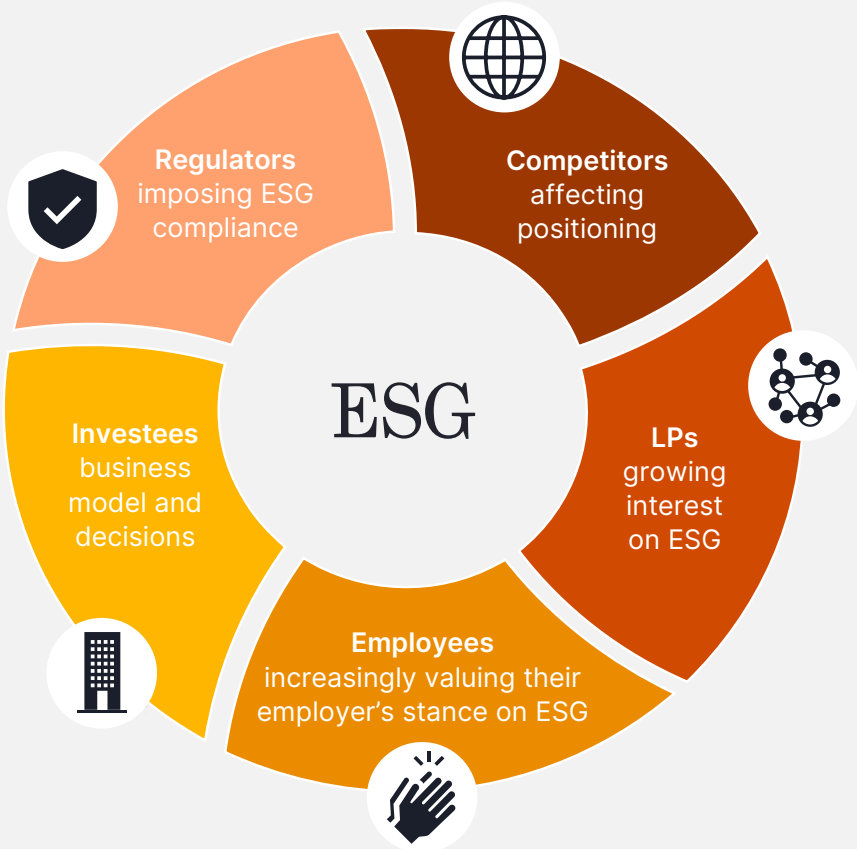 Regulators
imposing ESG
compliance
Competitors
affecting
positioning
ESG
Investees
business
model and
decisions
LPs
growing
interest
on ESG
Employees
increasingly valuing their
employer’s stance on ESG